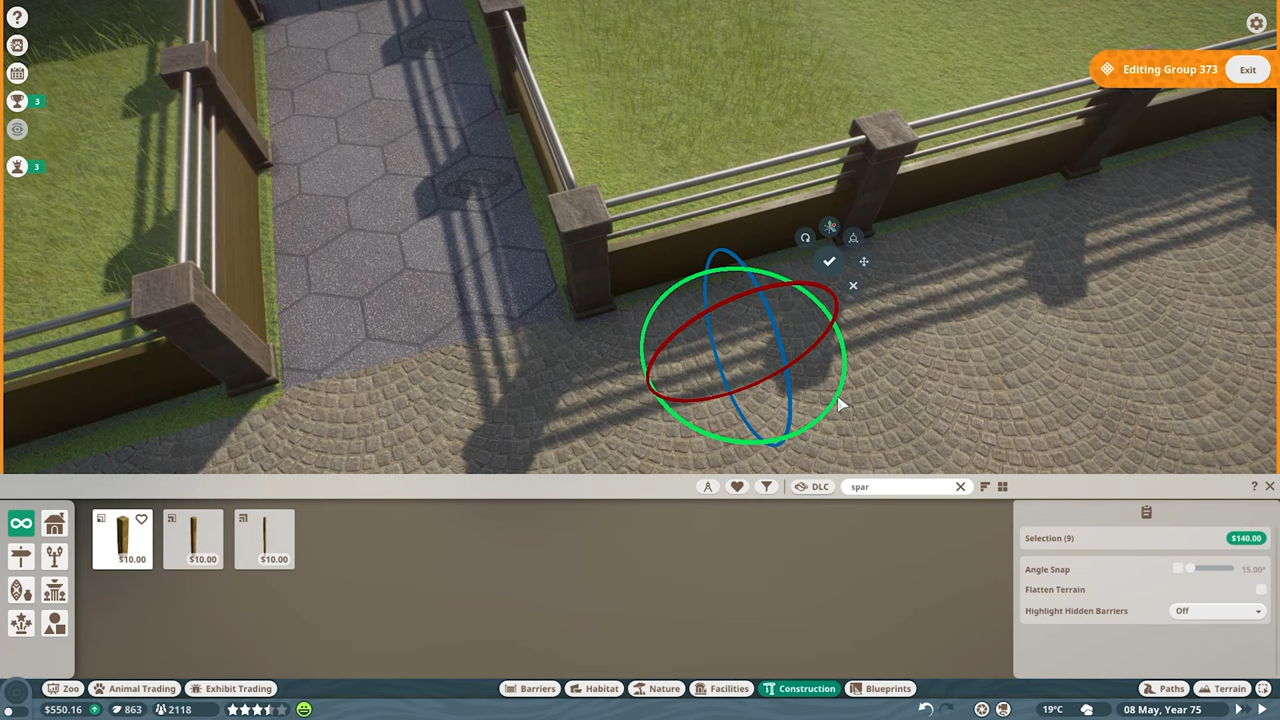 ?
Editing Group 373
Exit
3
3
DLC
spar
?
$10.00
$10.00
$10.00
Selection (9)
$140.00
Angle Snap
15.00°
Flatten Terrain
Highlight Hidden Barriers
Off
Zoo
Animal Trading
Exhibit Trading
Barriers
Habitat
Nature
Facilities
Construction
Blueprints
Paths
Terrain
$550.16
863
2118
19°C
08 May, Year 75